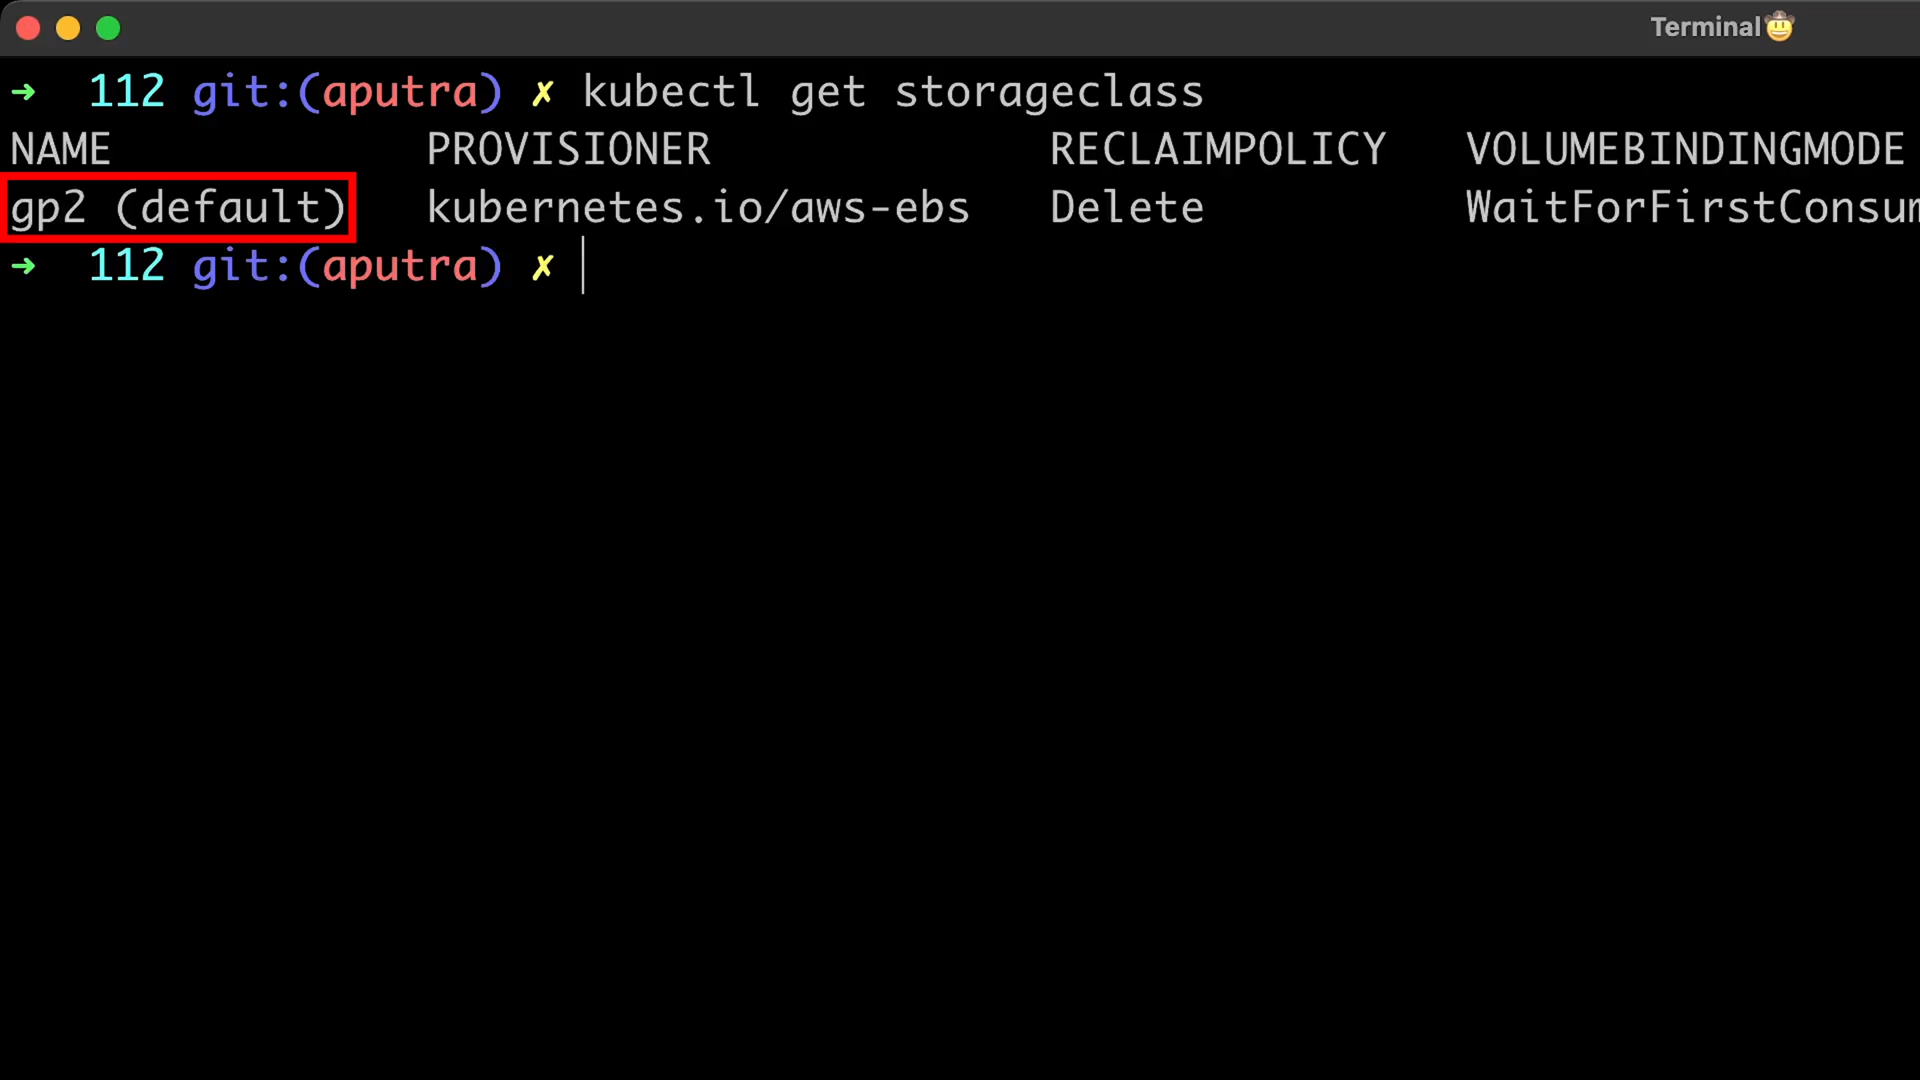 Terminal🤠
➜ 112 git:(aputra) ✗ kubectl get storageclass
NAME PROVISIONER RECLAIMPOLICY VOLUMEBINDINGMODE
gp2 (default) kubernetes.io/aws-ebs Delete WaitForFirstConsum
➜ 112 git:(aputra) ✗